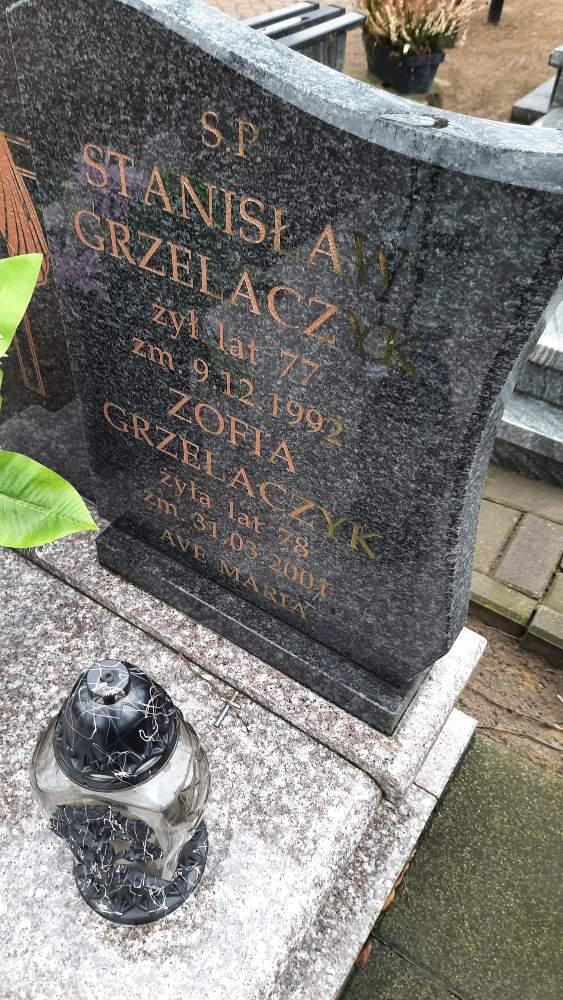 Ś.P.
STANISŁAW
GRZELACZYK
żył lat 77
zm. 9.12.1992
ZOFIA
GRZELACZYK
żyła lat 78
zm. 31.03.2001
AVE MARIA